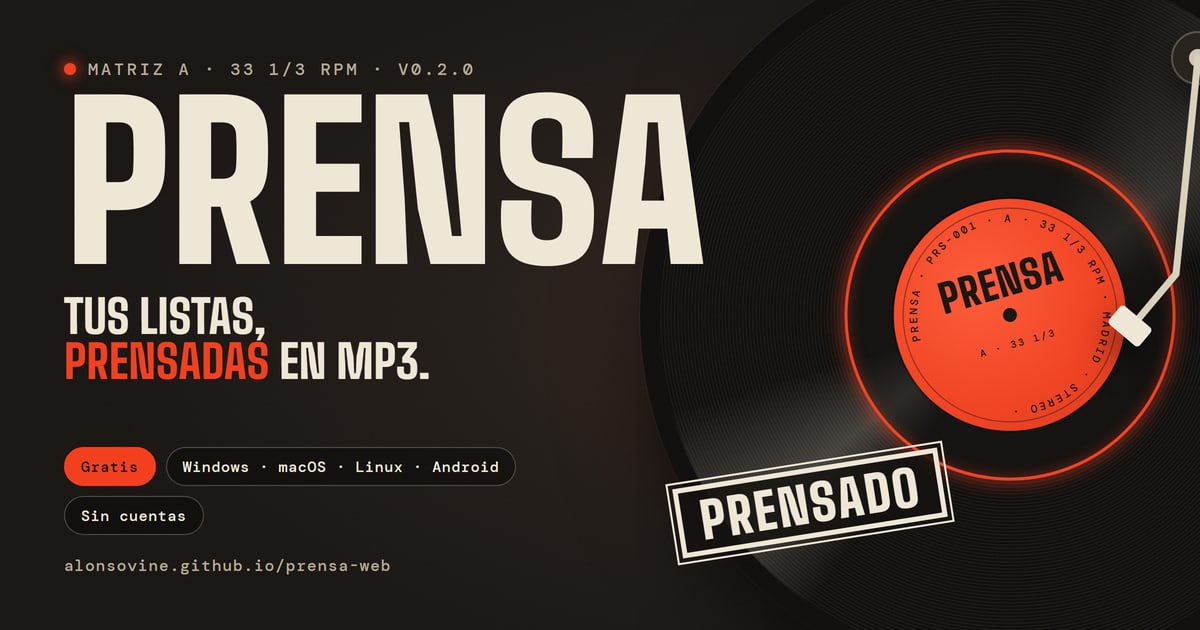 MATRIZ A · 33 1/3 RPM · V0.2.0
PRENSA
TUS LISTAS,
PRENSADAS EN MP3.
Gratis
Windows · macOS · Linux · Android
Sin cuentas
alonsovine.github.io/prensa-web
PRENSA · PRS-001 · A · 33 1/3 RPM · MADRID · STEREO ·
PRENSA
A · 33 1/3
PRENSADO